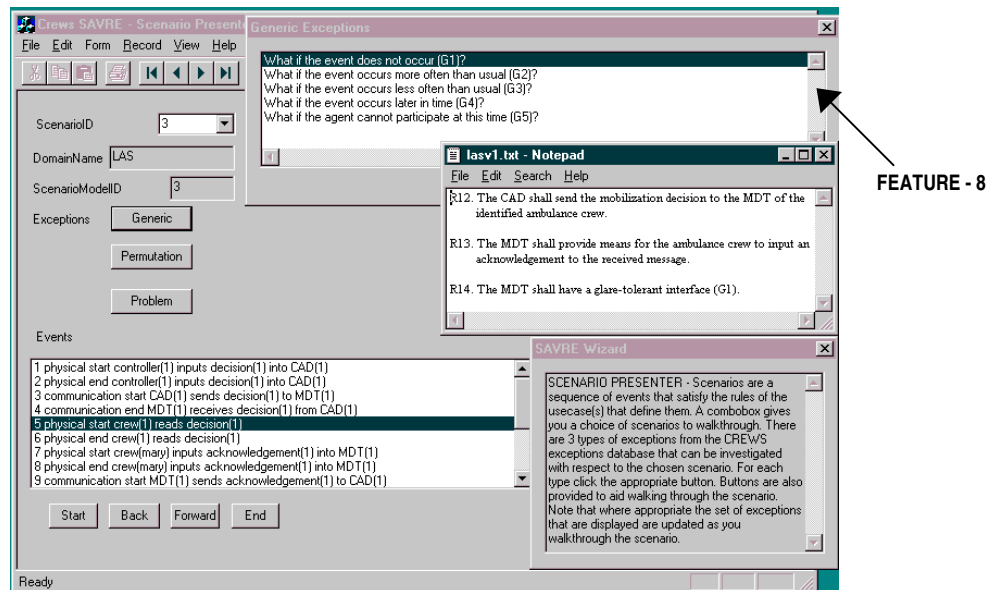 Crews SAVRE - Scenario Present
File Edit Form Record View Help
ScenarioID 3
DomainName LAS
ScenarioModelID 3
Exceptions Generic
Permutation
Problem
Events
1 physical start controller(1) inputs decision(1) into CAD(1)
2 physical end controller(1) inputs decision(1) into CAD(1)
3 communication start CAD(1) sends decision(1) to MDT(1)
4 communication end MDT(1) receives decision(1) from CAD(1)
5 physical start crew(1) reads decision(1)
6 physical end crew(1) reads decision(1)
7 physical start crew(mary) inputs acknowledgement(1) into MDT(1)
8 physical end crew(mary) inputs acknowledgement(1) into MDT(1)
9 communication start MDT(1) sends acknowledgement(1) to CAD(1)
Start Back Forward End
Ready
Generic Exceptions
What if the event does not occur (G1)?
What if the event occurs more often than usual (G2)?
What if the event occurs less often than usual (G3)?
What if the event occurs later in time (G4)?
What if the agent cannot participate at this time (G5)?
lasv1.txt - Notepad
File Edit Search Help
R12. The CAD shall send the mobilization decision to the MDT of the
identified ambulance crew.
R13. The MDT shall provide means for the ambulance crew to input an
acknowledgement to the received message.
R14. The MDT shall have a glare-tolerant interface (G1).
SAVRE Wizard
SCENARIO PRESENTER - Scenarios are a
sequence of events that satisfy the rules of the
usecase(s) that define them. A combobox gives
you a choice of scenarios to walkthrough. There
are 3 types of exceptions from the CREWS
exceptions database that can be investigated
with respect to the chosen scenario. For each
type click the appropriate button. Buttons are also
provided to aid walking through the scenario.
Note that where appropriate the set of exceptions
that are displayed are updated as you
walkthrough the scenario.
FEATURE - 8